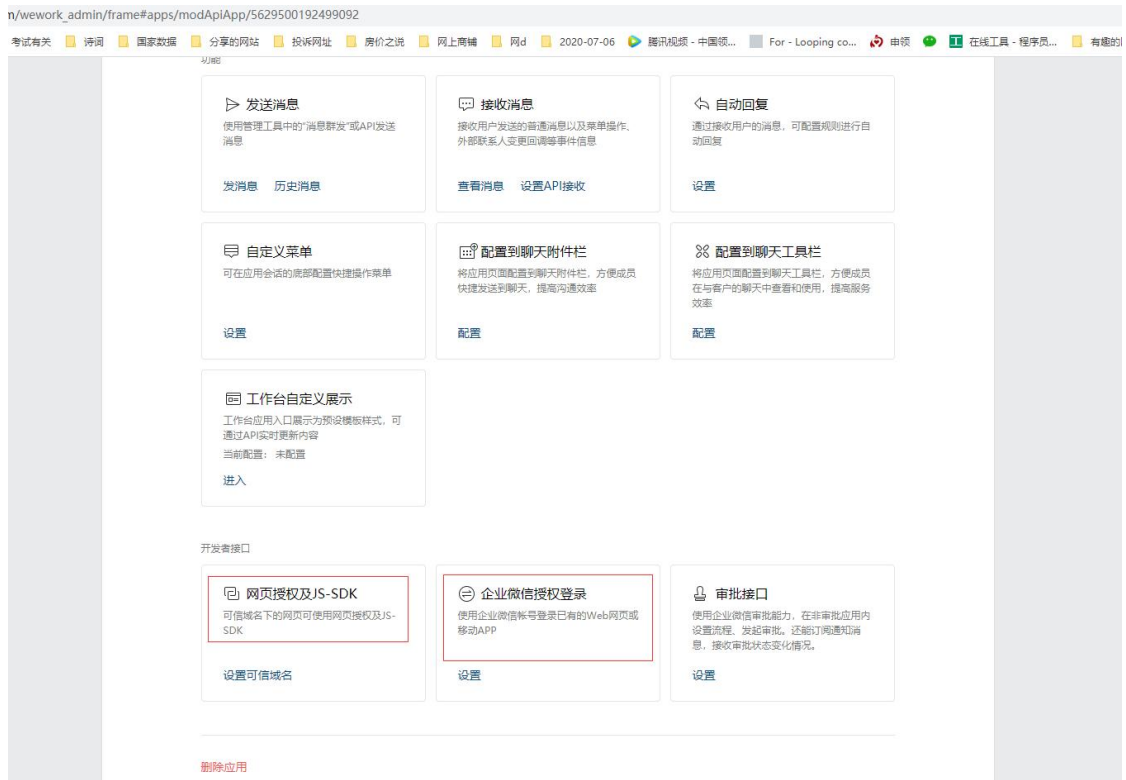 m/wework_admin/frame#apps/modApiApp/5629500192499092
考试有关 诗词 国家数据 分享的网站 投诉网址 房价之说 网上商铺 网d 2020-07-06 腾讯视频 - 中国领... For - Looping co... 申领 工 在线工具 - 程序员... 有趣的
功能
发送消息
使用管理工具中的“消息群发”或API发送
消息
发消息 历史消息
接收消息
接收用户发送的普通消息以及菜单操作、
外部联系人变更回调等事件信息
查看消息 设置API接收
自动回复
通过接收用户的消息，可配置规则进行自
动回复
设置
自定义菜单
可在应用会话的底部配置快捷操作菜单
设置
配置到聊天附件栏
将应用页面配置到聊天附件栏，方便成员
快捷发送到聊天，提高沟通效率
配置
配置到聊天工具栏
将应用页面配置到聊天工具栏，方便成员
在与客户的聊天中查看和使用，提高服务
效率
配置
工作台自定义展示
工作台应用入口展示为预设模板样式，可
通过API实时更新内容
当前配置： 未配置
进入
开发者接口
网页授权及JS-SDK
可信域名下的网页可使用网页授权及JS-
SDK
设置可信域名
企业微信授权登录
使用企业微信帐号登录已有的Web网页或
移动APP
设置
审批接口
使用企业微信审批能力，在非审批应用内
设置流程、发起审批。还能订阅通知消
息，接收审批状态变化情况。
设置
删除应用